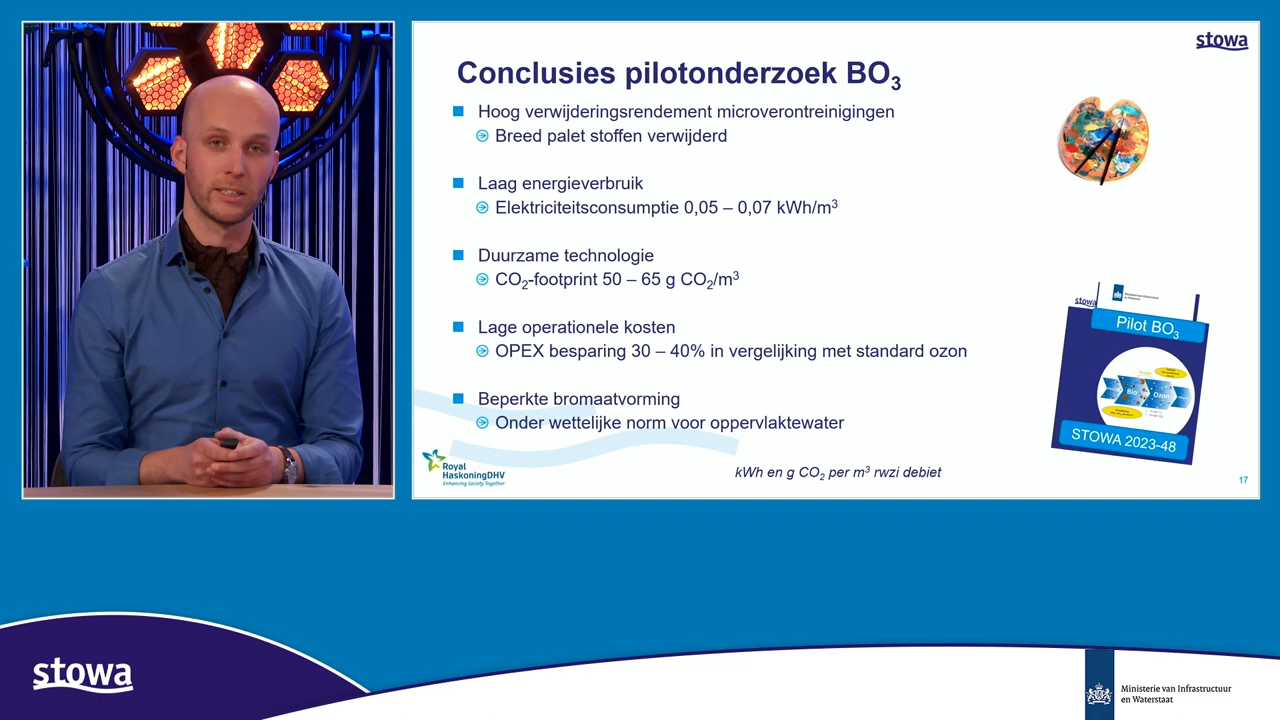 stowa
Conclusies pilotonderzoek BO₃
Hoog verwijderingsrendement microverontreinigingen
Breed palet stoffen verwijderd
Laag energieverbruik
Elektriciteitsconsumptie 0,05 – 0,07 kWh/m³
Duurzame technologie
CO₂-footprint 50 – 65 g CO₂/m³
Lage operationele kosten
OPEX besparing 30 – 40% in vergelijking met standard ozon
Beperkte bromaatvorming
Onder wettelijke norm voor oppervlaktewater
stowa
Pilot BO₃
Bio
Ozon
STOWA 2023-48
Royal
HaskoningDHV
Enhancing Society Together
kWh en g CO₂ per m³ rwzi debiet
17
stowa
Ministerie van Infrastructuur
en Waterstaat